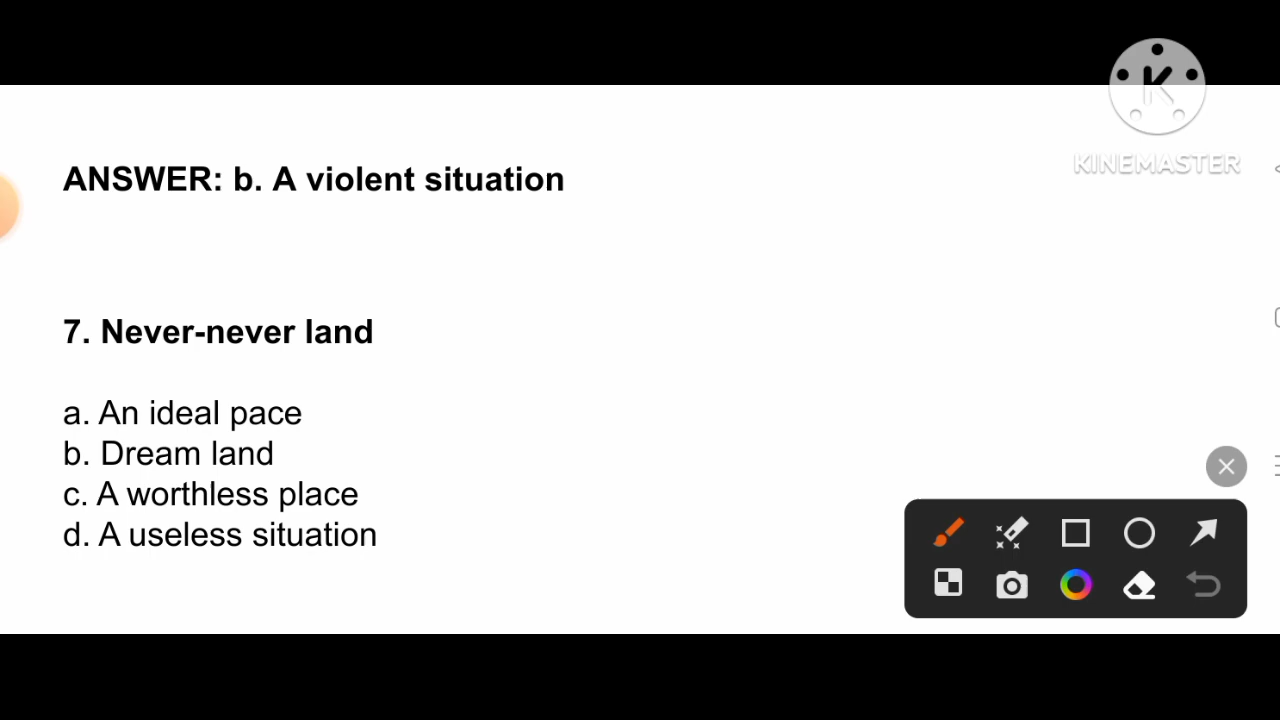 KINEMASTER
ANSWER: b. A violent situation
7. Never-never land
a. An ideal pace
b. Dream land
c. A worthless place
d. A useless situation